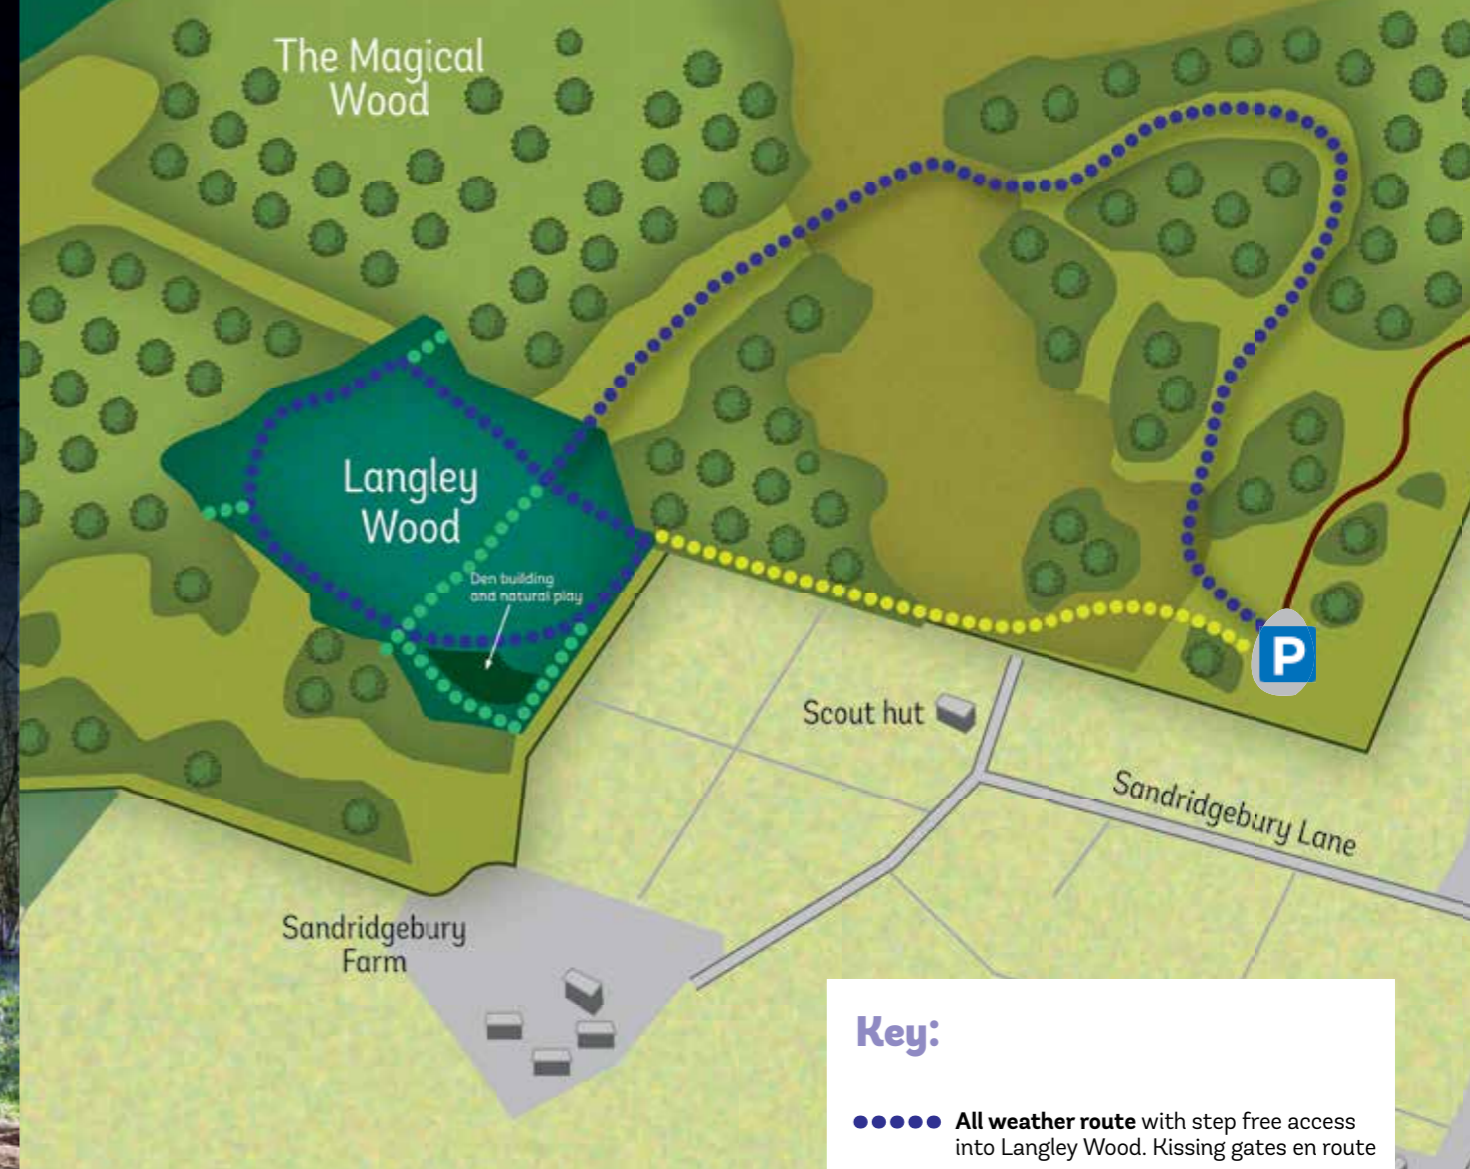 The Magical
Wood
Langley
Wood
Den building
and natural play
P
Scout hut
Sandridgebury Lane
Sandridgebury
Farm
Key:
All weather route with step free access
into Langley Wood. Kissing gates en route